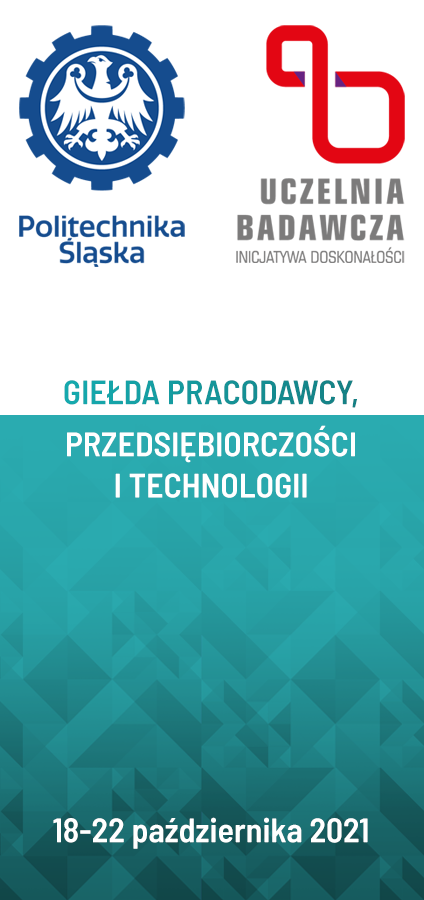 Politechnika
Śląska
UCZELNIA
BADAWCZA
INICJATYWA DOSKONAŁOŚCI
GIEŁDA PRACODAWCY,
PRZEDSIĘBIORCZOŚCI
I TECHNOLOGII
18-22 października 2021